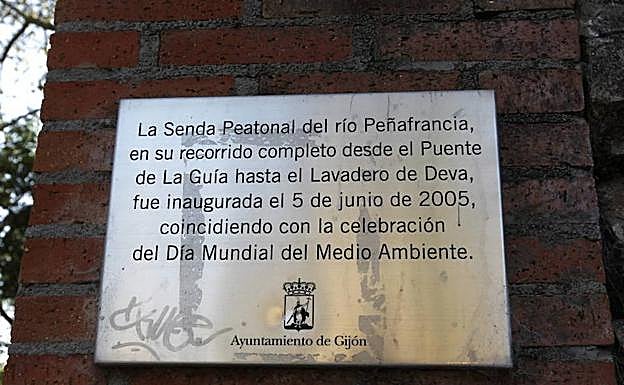 La Senda Peatonal del río Peñafrancia,
en su recorrido completo desde el Puente
de La Guía hasta el Lavadero de Deva,
fue inaugurada el 5 de junio de 2005,
coincidiendo con la celebración
del Día Mundial del Medio Ambiente.
Ayuntamiento de Gijón